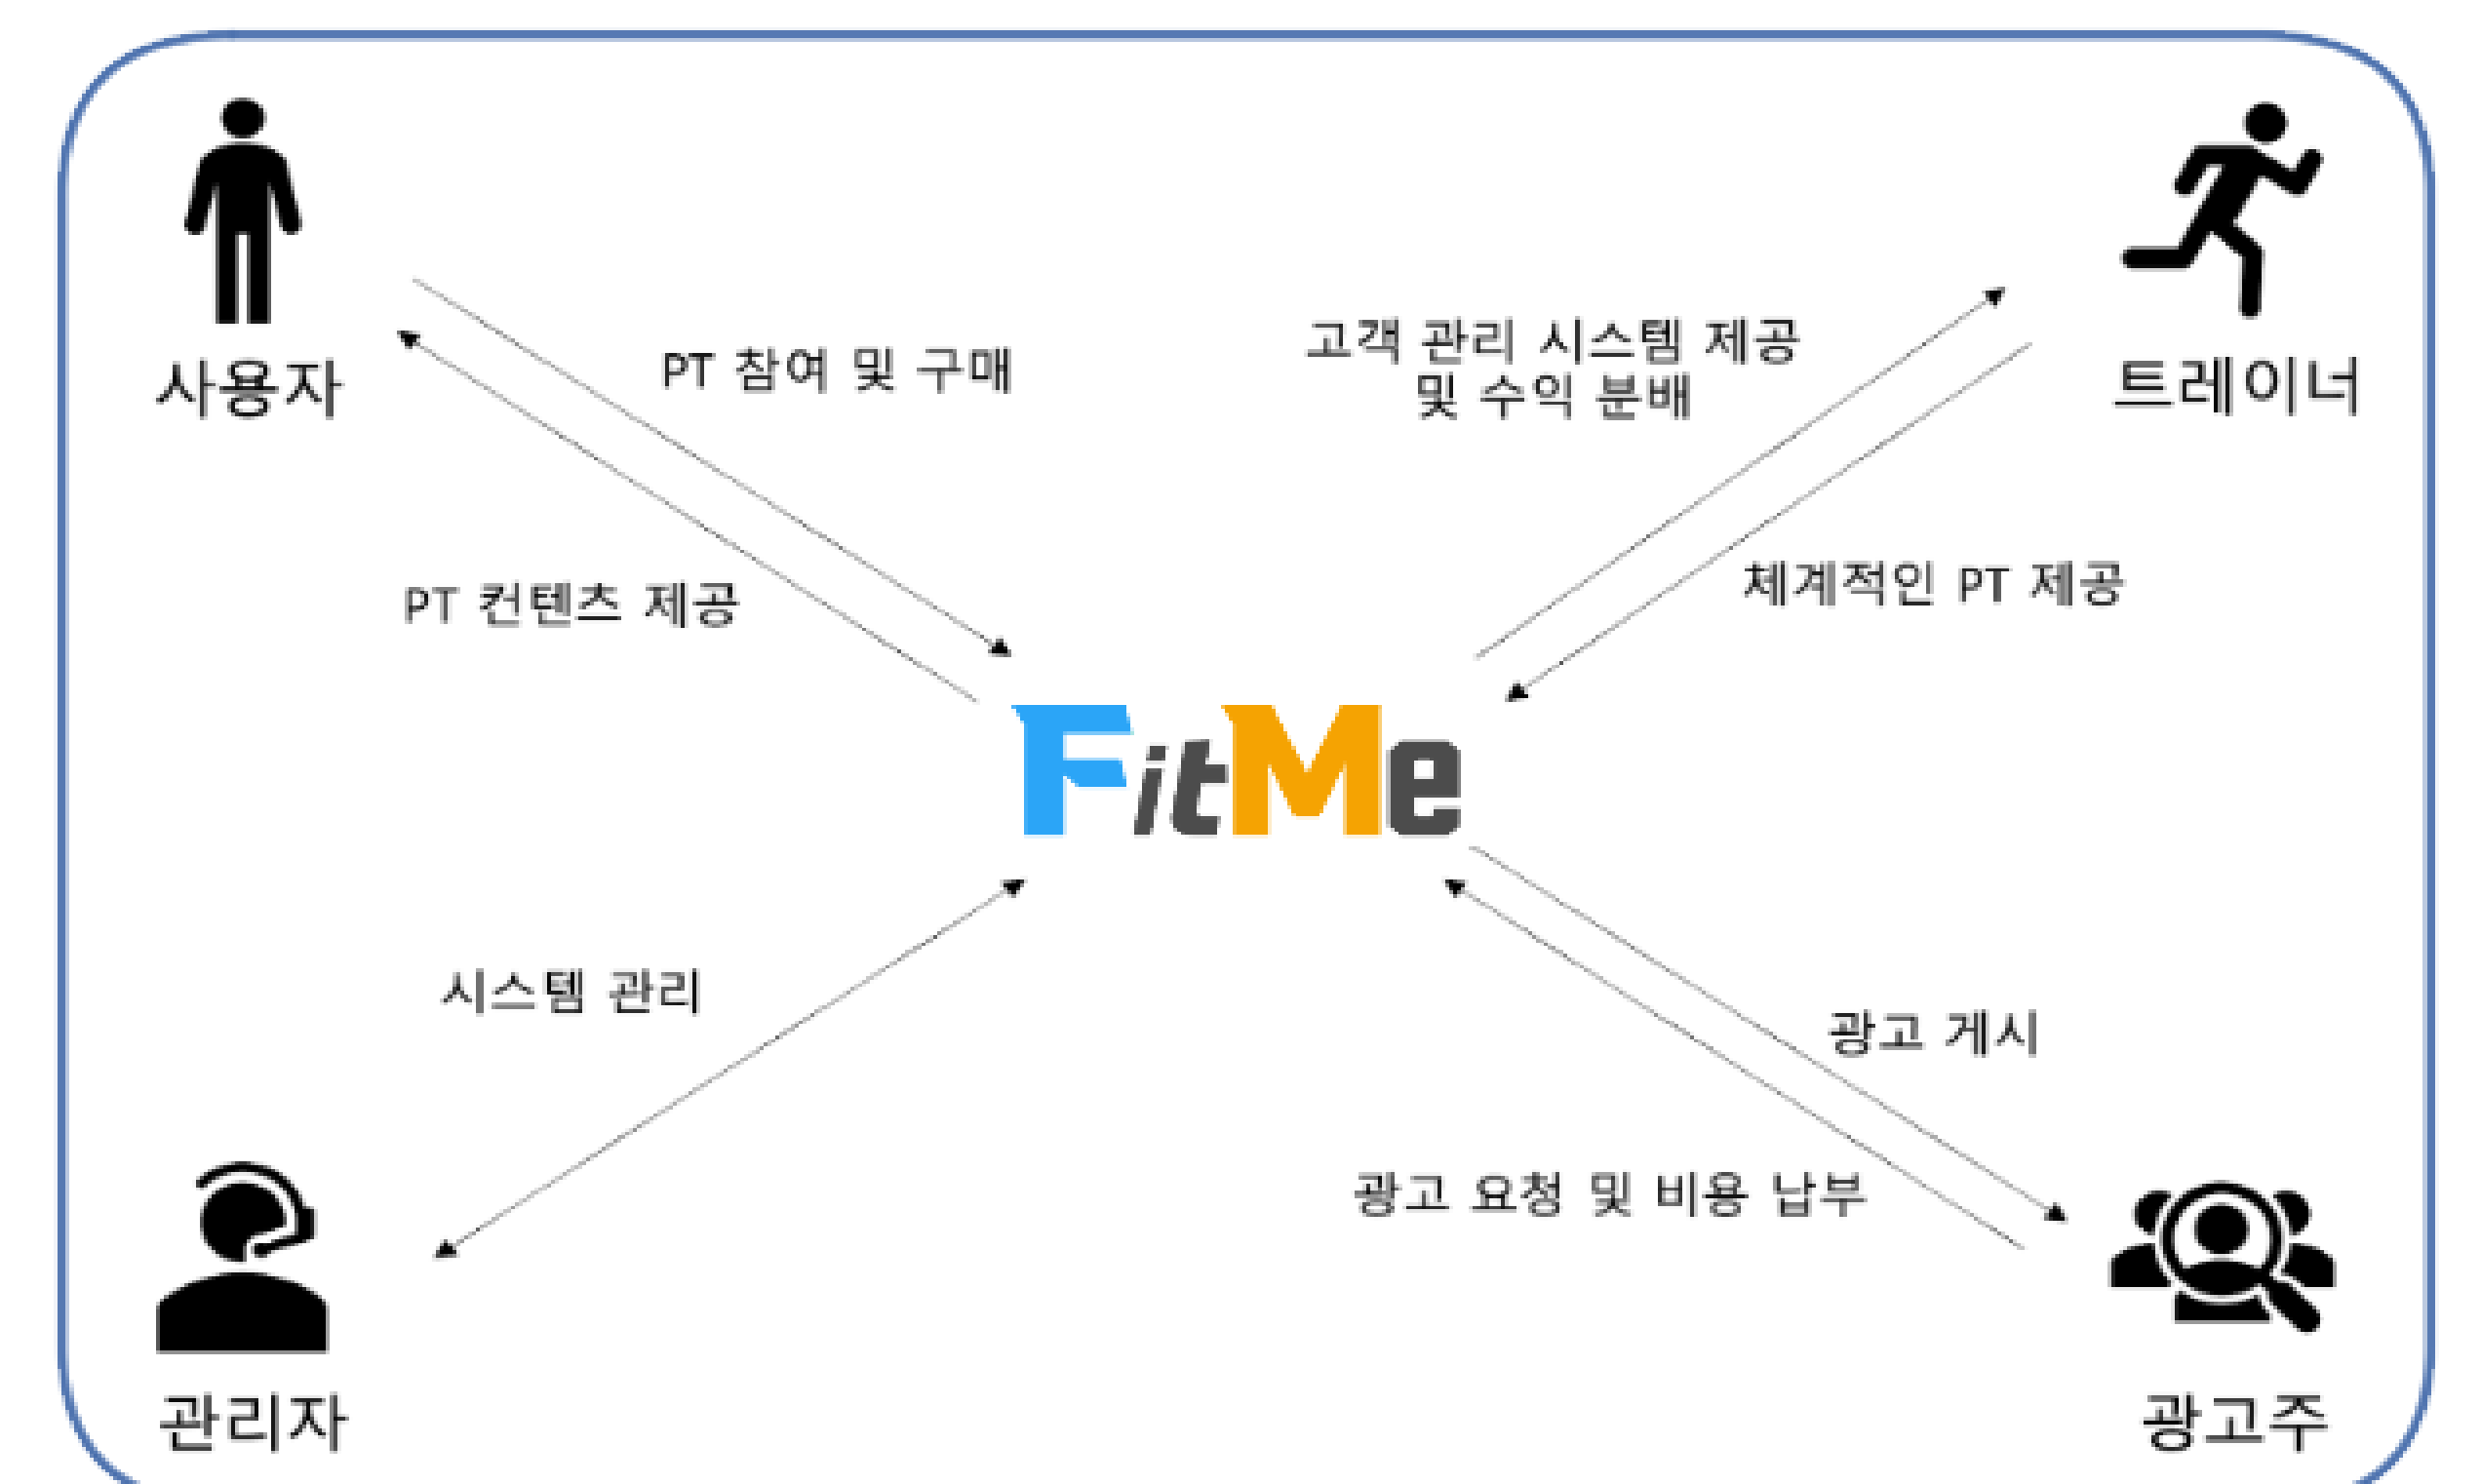 사용자
트레이너
PT 참여 및 구매
고객 관리 시스템 제공
및 수익 분배
PT 컨텐츠 제공
체계적인 PT 제공
FitMe
시스템 관리
광고 게시
광고 요청 및 비용 납부
관리자
광고주